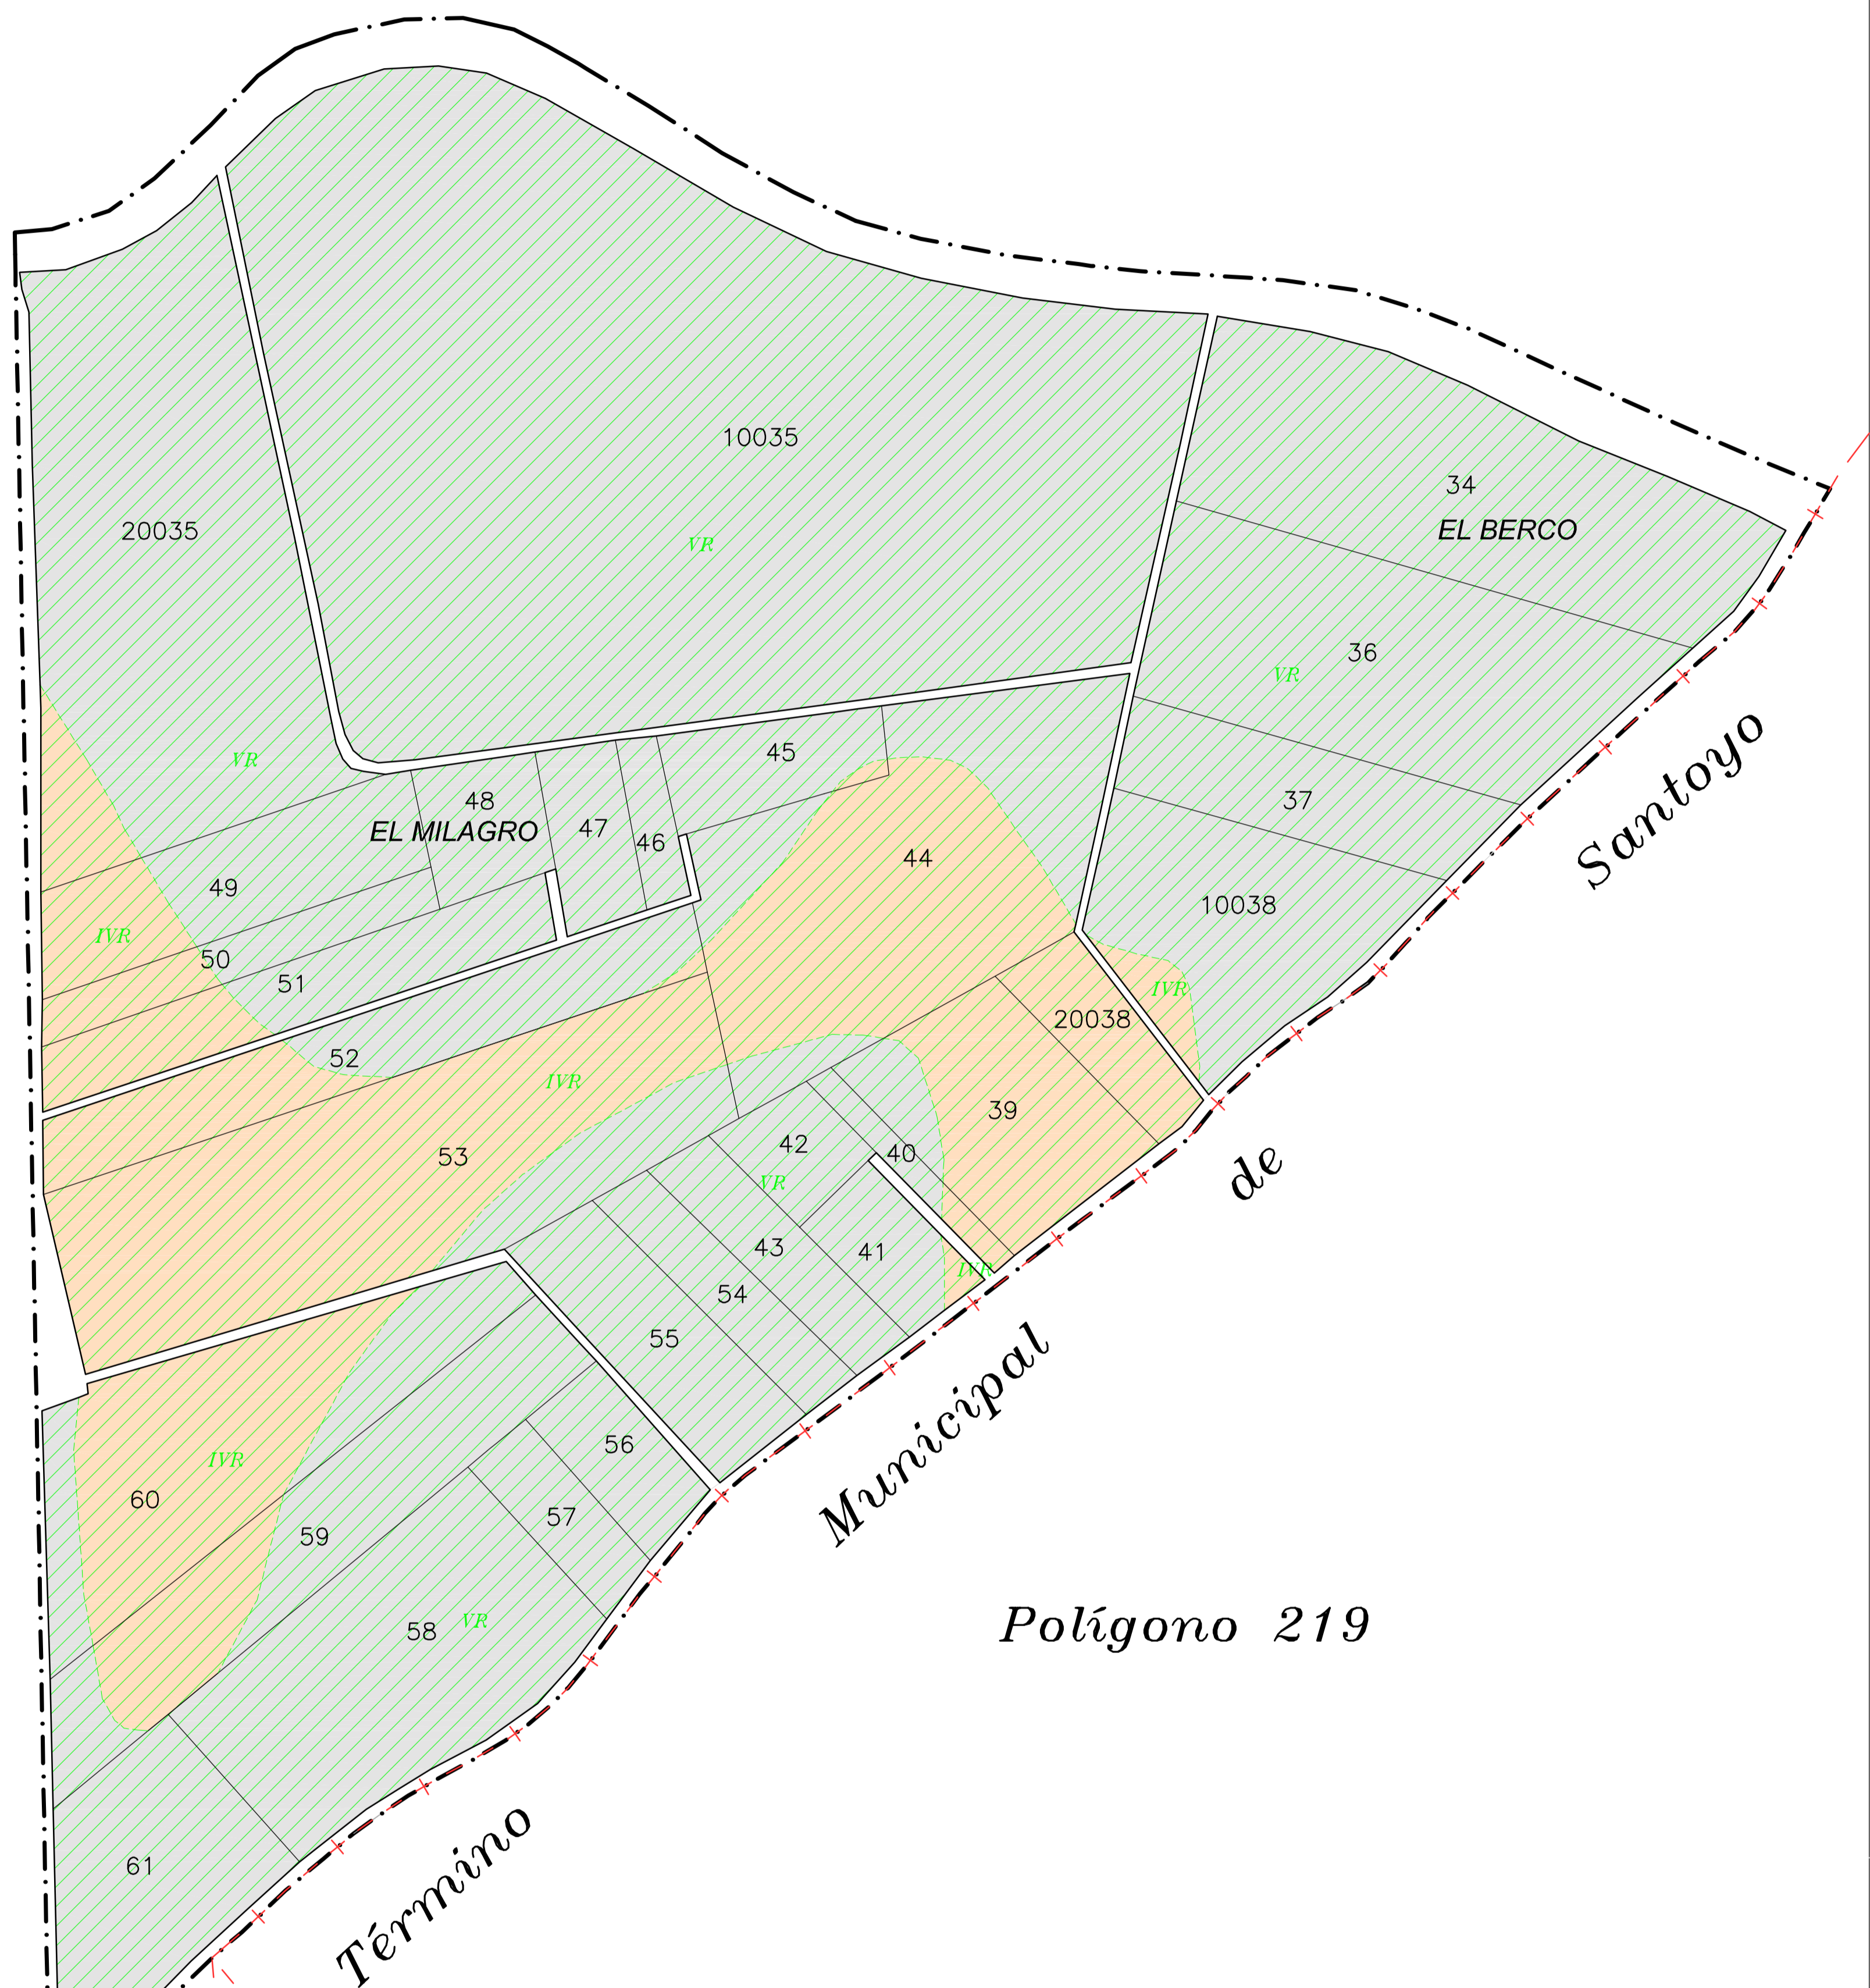 10035
34
20035
EL BERCO
VR
36
VR
45
VR
48
37
47
EL MILAGRO
46
44
49
10038
IVR
50
51
IVR
20038
52
IVR
39
42
40
53
VR
43
41
IVR
54
55
56
IVR
60
57
59
58
VR
61
Término Municipal de Santoyo
Polígono 219